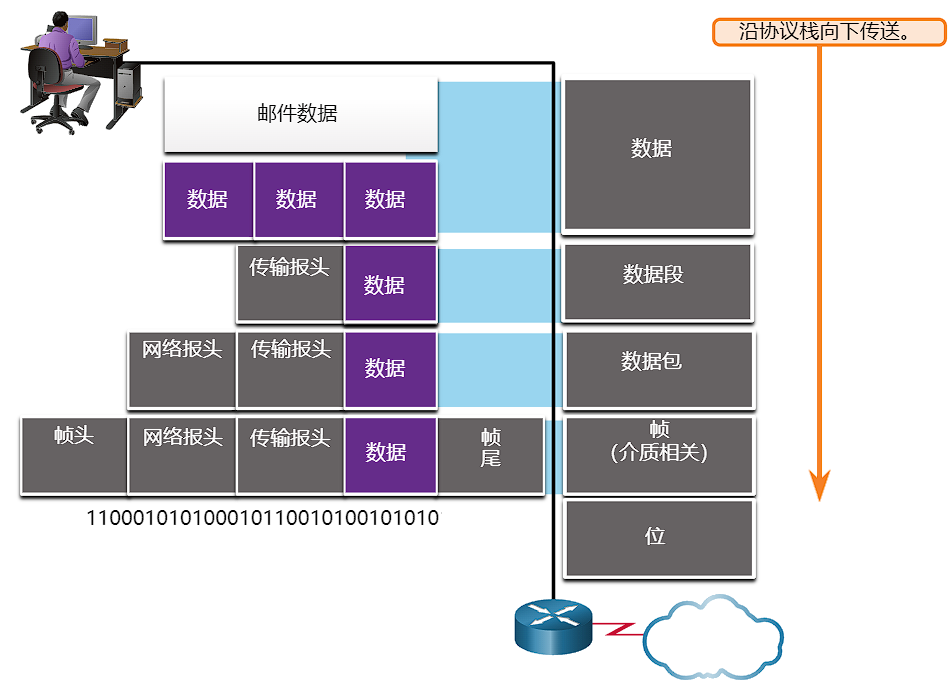 沿协议栈向下传送。
邮件数据
数据
数据 数据 数据
传输报头 数据
数据段
网络报头 传输报头 数据
数据包
帧头 网络报头 传输报头 数据 帧
尾
帧
(介质相关)
110001010100010110010100101010
位